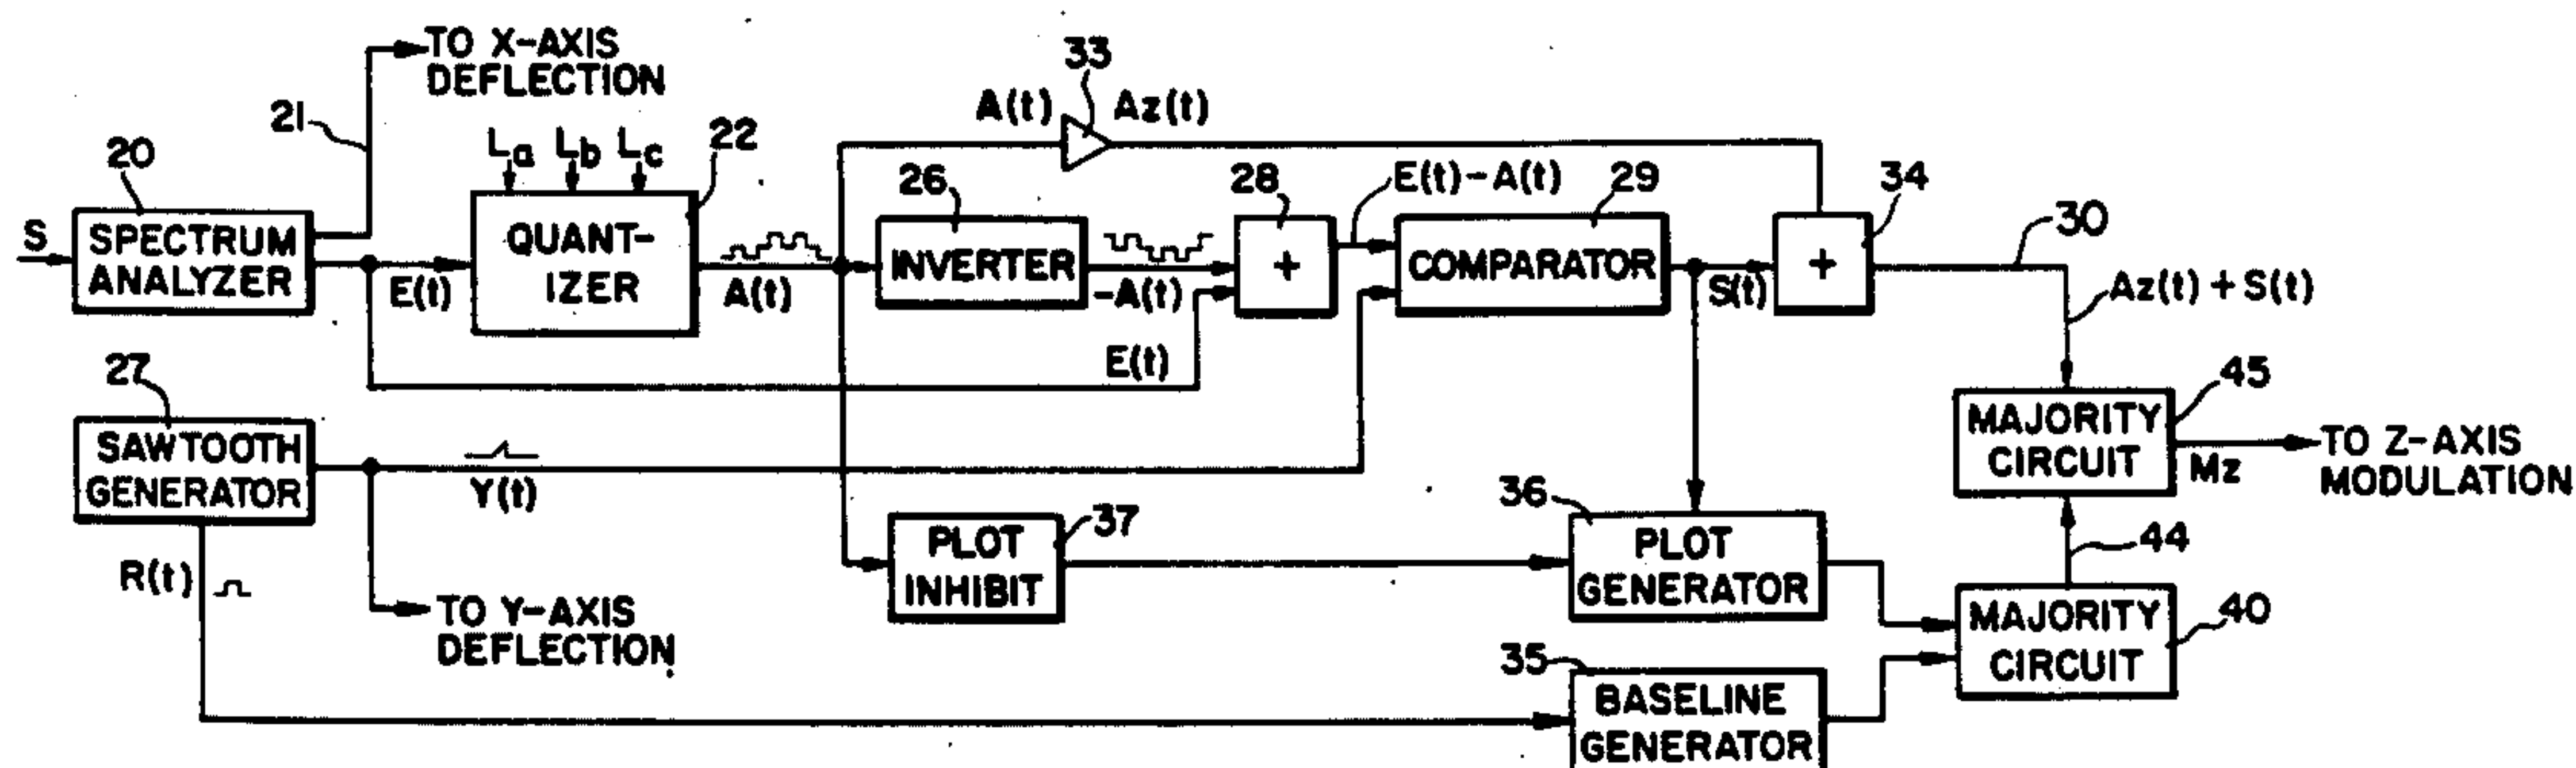 TO X-AXIS
DEFLECTION
21
33
A(t)
Az(t)
20
La Lb Lc
22
26
28
E(t)-A(t)
29
34
30
S
SPECTRUM
ANALYZER
E(t)
QUANT-
IZER
A(t)
INVERTER
-A(t)
+
COMPARATOR
S(t)
+
Az(t)+S(t)
E(t)
27
SAWTOOTH
GENERATOR
Y(t)
45
MAJORITY
CIRCUIT
Mz
TO Z-AXIS
MODULATION
R(t)
TO Y-AXIS
DEFLECTION
37
PLOT
INHIBIT
36
PLOT
GENERATOR
44
MAJORITY
CIRCUIT
40
35
BASELINE
GENERATOR